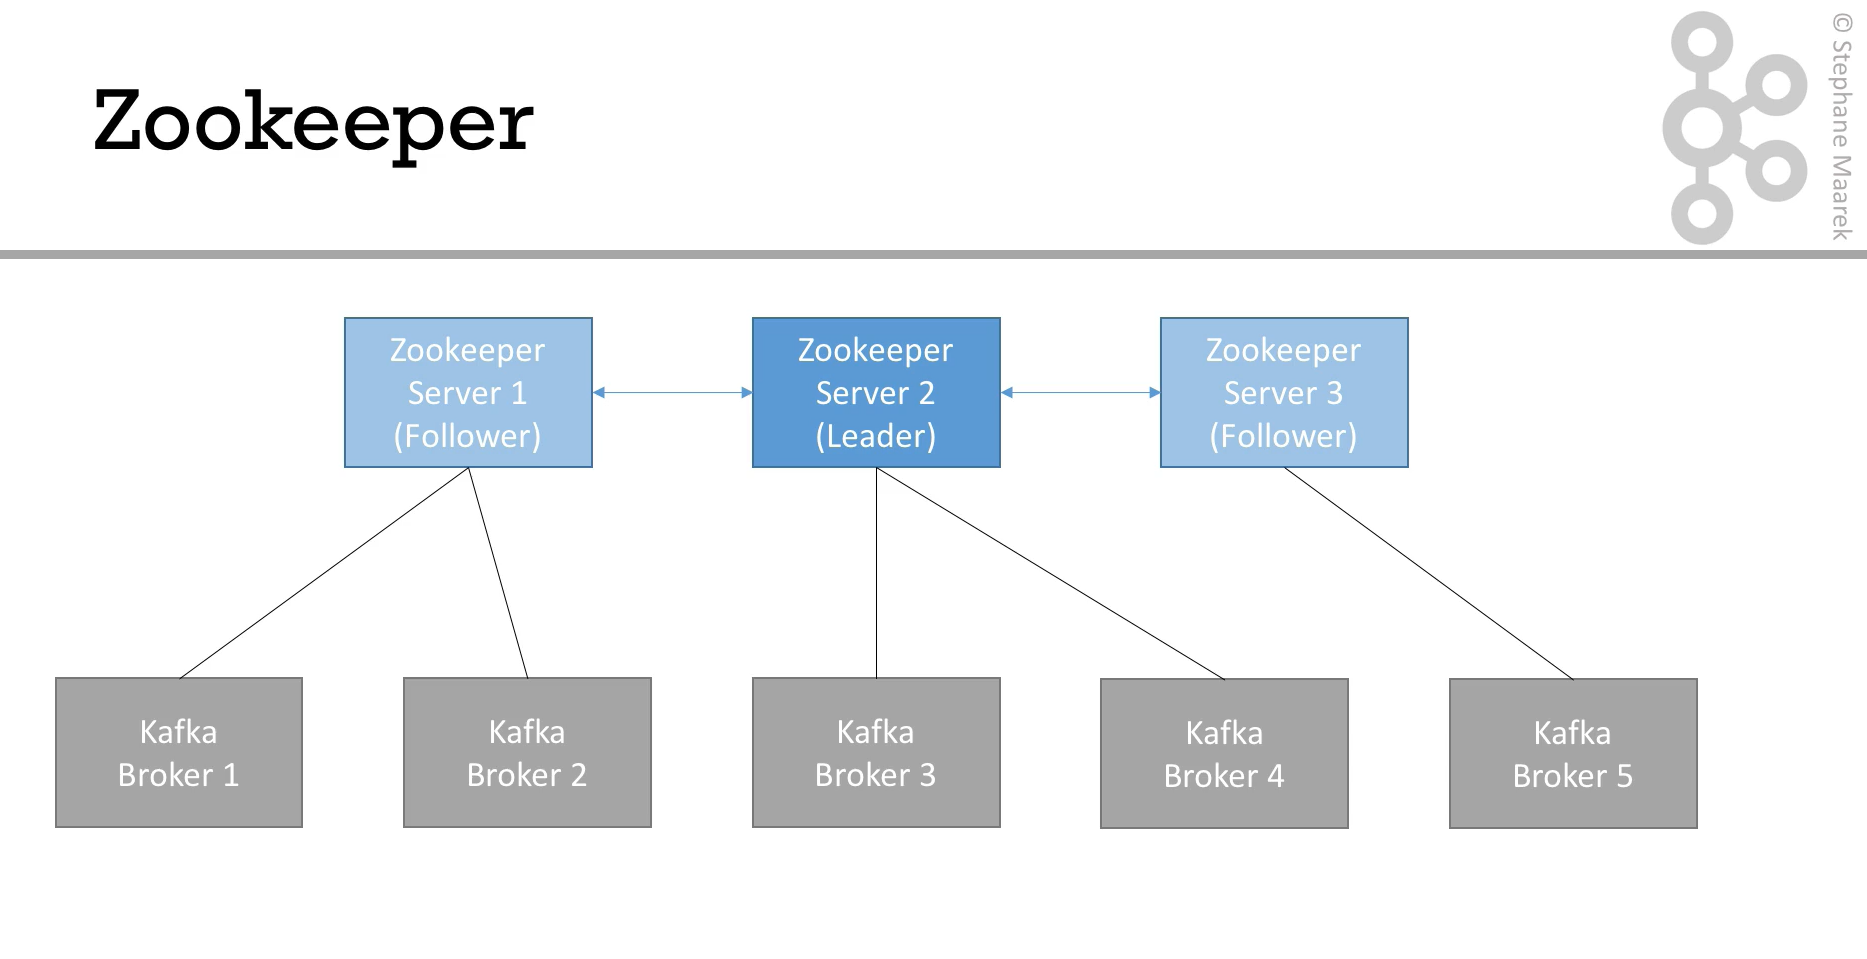 Zookeeper
© Stephane Maarek
Zookeeper
Server 1
(Follower)
Zookeeper
Server 2
(Leader)
Zookeeper
Server 3
(Follower)
Kafka
Broker 1
Kafka
Broker 2
Kafka
Broker 3
Kafka
Broker 4
Kafka
Broker 5